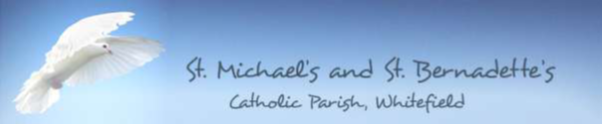 St. Michael's and St. Bernadette's
Catholic Parish, Whitefield